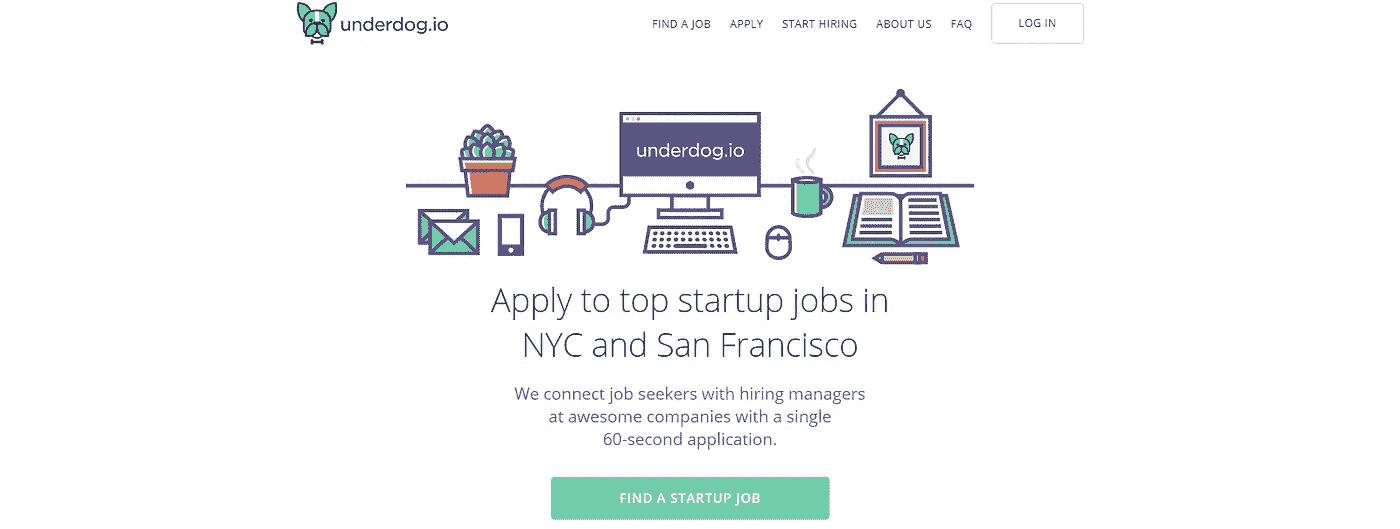 underdog.io FIND A JOB APPLY START HIRING ABOUT US FAQ LOG IN
underdog.io
Apply to top startup jobs in
NYC and San Francisco
We connect job seekers with hiring managers
at awesome companies with a single
60-second application.
FIND A STARTUP JOB